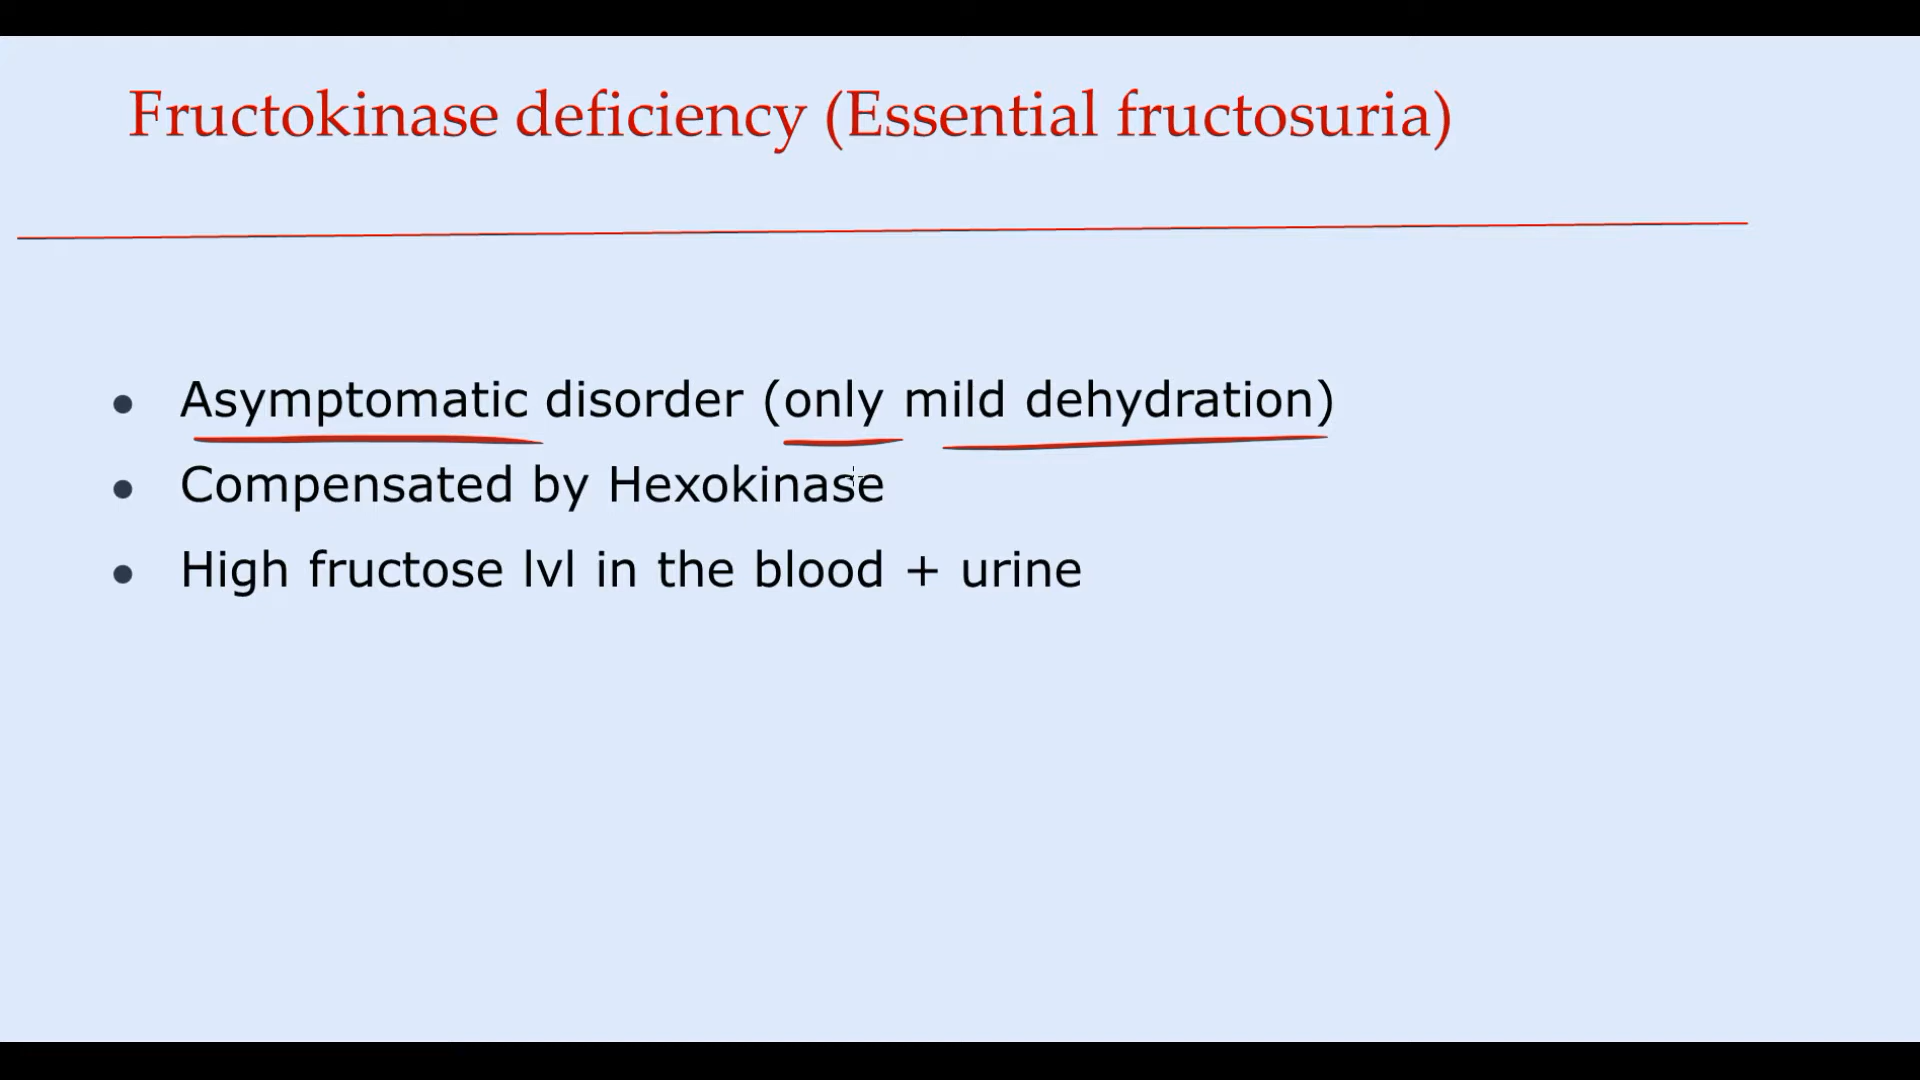 Fructokinase deficiency (Essential fructosuria)
• Asymptomatic disorder (only mild dehydration)
• Compensated by Hexokinase
• High fructose lvl in the blood + urine